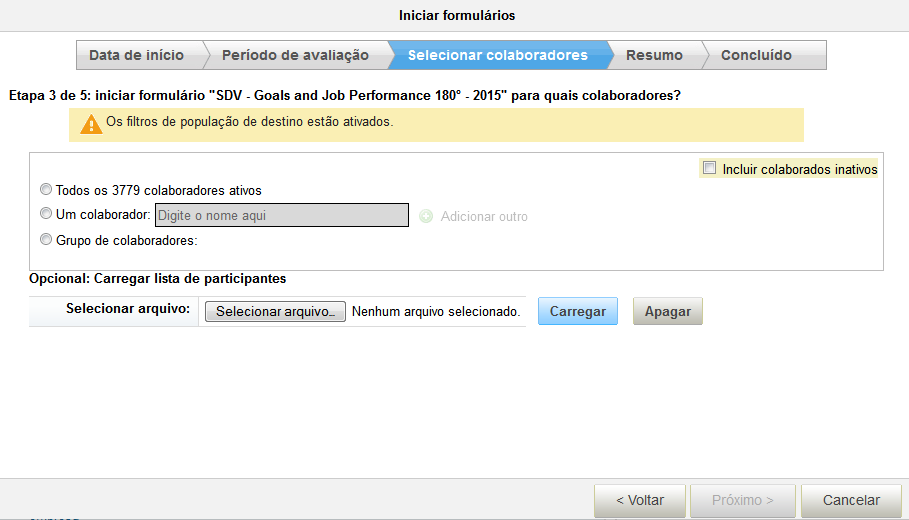 Iniciar formulários
Data de início
Período de avaliação
Selecionar colaboradores
Resumo
Concluído
Etapa 3 de 5: iniciar formulário "SDV - Goals and Job Performance 180° - 2015" para quais colaboradores?
Os filtros de população de destino estão ativados.
Incluir colaborados inativos
Todos os 3779 colaboradores ativos
Um colaborador: Digite o nome aqui Adicionar outro
Grupo de colaboradores:
Opcional: Carregar lista de participantes
Selecionar arquivo: Selecionar arquivo... Nenhum arquivo selecionado. Carregar Apagar
< Voltar Próximo > Cancelar